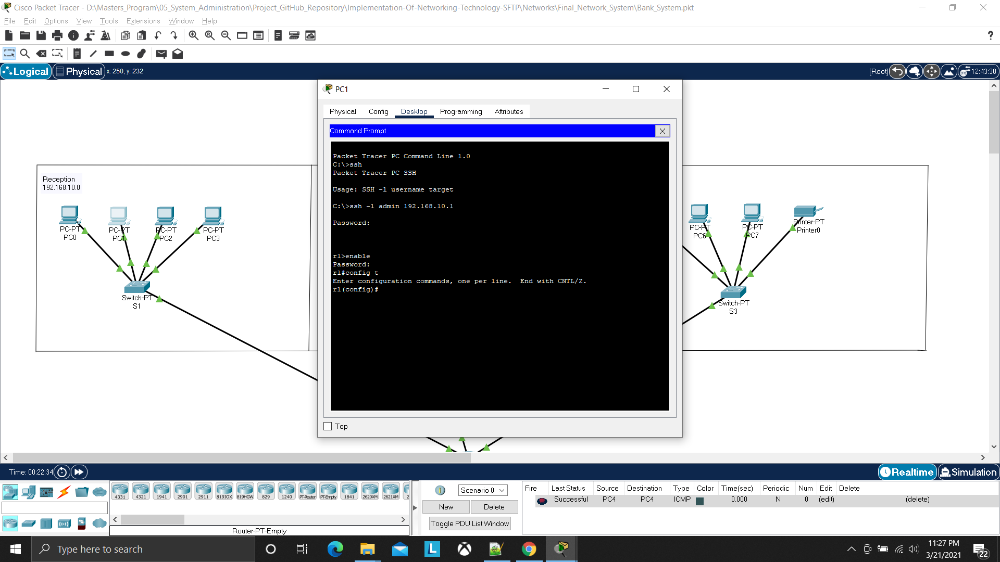 Cisco Packet Tracer - D:\Masters_Program\05_System_Administration\Project_GitHub_Repository\Implementation-Of-Networking-Technology-SFTP\Networks\Final_Network_System\Bank_System.pkt
File Edit Options View Tools Extensions Window Help
?
Logical Physical x: 250, y: 232 [Root] 12:43:30
PC1
Physical Config Desktop Programming Attributes
Command Prompt X
Packet Tracer PC Command Line 1.0
C:\>ssh
Packet Tracer PC SSH
Usage: SSH -l username target
C:\>ssh -l admin 192.168.10.1
Password:
r1>enable
Password:
r1#config t
Enter configuration commands, one per line.  End with CNTL/Z.
r1(config)#
Top
Reception
192.168.10.0
PC-PT
PC0
PC-PT
PC1
PC-PT
PC2
PC-PT
PC3
Switch-PT
S1
PC-PT
PC6
PC-PT
PC7
Printer-PT
Printer0
Switch-PT
S3
Time: 00:22:34 Realtime Simulation
4331 4321 1941 2901 2911 819IOX 819HGW 829 1240 PT-Router PT-Empty 1841 2620XM 2621XM 2
Router-PT-Empty
Scenario 0
New Delete
Toggle PDU List Window
Fire Last Status Source Destination Type Color Time(sec) Periodic Num Edit Delete
Successful PC4 PC4 ICMP 0.000 N 0 (edit) (delete)
Type here to search
11:27 PM
3/21/2021
22